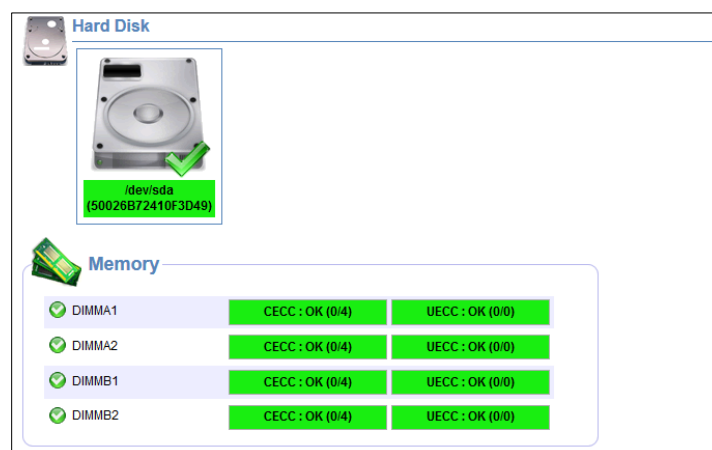 Hard Disk
/dev/sda
(50026B72410F3D49)
Memory
DIMMA1 CECC : OK (0/4) UECC : OK (0/0)
DIMMA2 CECC : OK (0/4) UECC : OK (0/0)
DIMMB1 CECC : OK (0/4) UECC : OK (0/0)
DIMMB2 CECC : OK (0/4) UECC : OK (0/0)